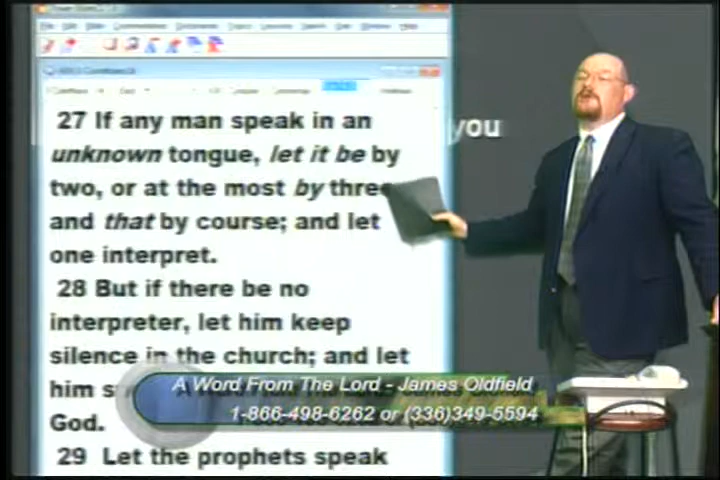 27 If any man speak in an
unknown tongue, let it be by
two, or at the most by three
and that by course; and let
one interpret.
28 But if there be no
interpreter, let him keep
silence in the church; and let
him
God.
29 Let the prophets speak
you
A Word From The Lord - James Oldfield
1-866-498-6262 or (336)349-5594